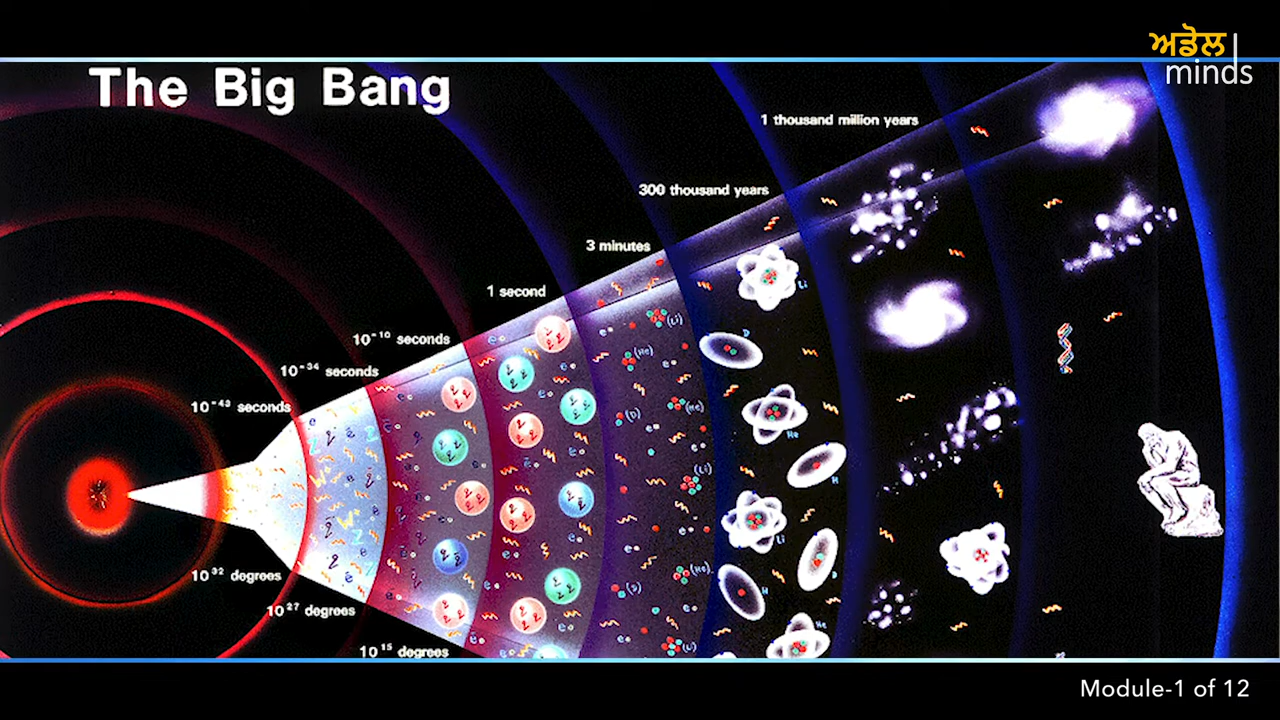 ਅਡੋਲ
minds
The Big Bang
1 thousand million years
300 thousand years
3 minutes
1 second
10⁻¹⁰ seconds
10⁻³⁴ seconds
10⁻⁴³ seconds
10³² degrees
10²⁷ degrees
10¹⁵ degrees
Module-1 of 12